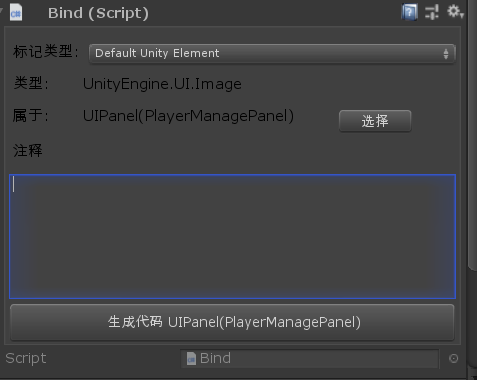 Bind (Script)
标记类型: Default Unity Element
类型: UnityEngine.UI.Image
属于: UIPanel(PlayerManagePanel) 选择
注释
生成代码 UIPanel(PlayerManagePanel)
Script Bind